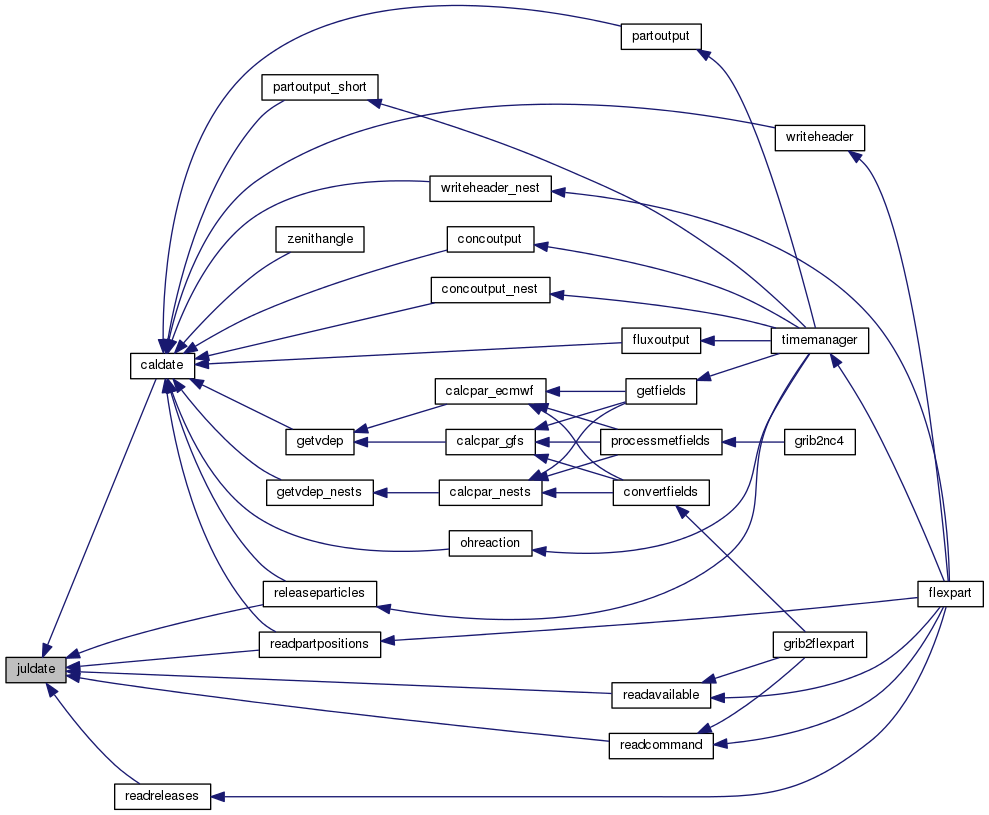 partoutput
partoutput_short
writeheader
writeheader_nest
zenithangle
concoutput
concoutput_nest
fluxoutput
timemanager
caldate
calcpar_ecmwf
getfields
getvdep
calcpar_gfs
processmetfields
grib2nc4
getvdep_nests
calcpar_nests
convertfields
ohreaction
releaseparticles
flexpart
readpartpositions
grib2flexpart
juldate
readavailable
readcommand
readreleases